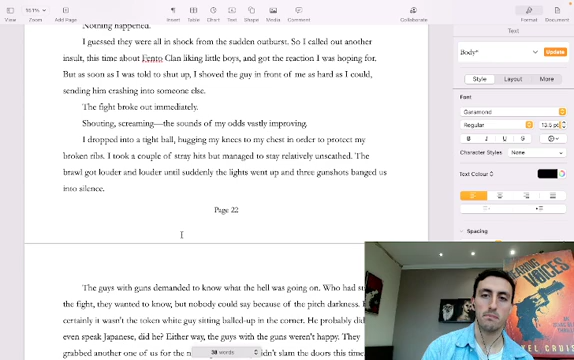 View
Zoom
Add Page
Insert
Table
Chart
Text
Shape
Media
Comment
Collaborate
Format
Document
Text
Body*
Update
Style
Layout
More
Font
Garamond
Regular
13.5 pt
B I U S
Character Styles
None
Text Colour
Spacing
Nothing happened.
I guessed they were all in shock from the sudden outburst. So I called out another
insult, this time about Fento Clan liking little boys, and got the reaction I was hoping for.
But as soon as I was told to shut up, I shoved the guy in front of me as hard as I could,
sending him crashing into someone else.
The fight broke out immediately.
Shouting, screaming—the sounds of my odds vastly improving.
I dropped into a tight ball, hugging my knees to my chest in order to protect my
broken ribs. I took a couple of stray hits but managed to stay relatively unscathed. The
brawl got louder and louder until suddenly the lights went up and three gunshots banged us
into silence.
Page 22
The guys with guns demanded to know what the hell was going on. Who had
the fight, they wanted to know, but nobody could say because of the pitch darkness.
certainly it wasn't the token white guy sitting balled-up in the corner. He probably di
even speak Japanese, did he? Either way, the guys with the guns weren't happy. They
grabbed another one of us for the
dn't slam the doors this time
38 words
HEARING
VOICES